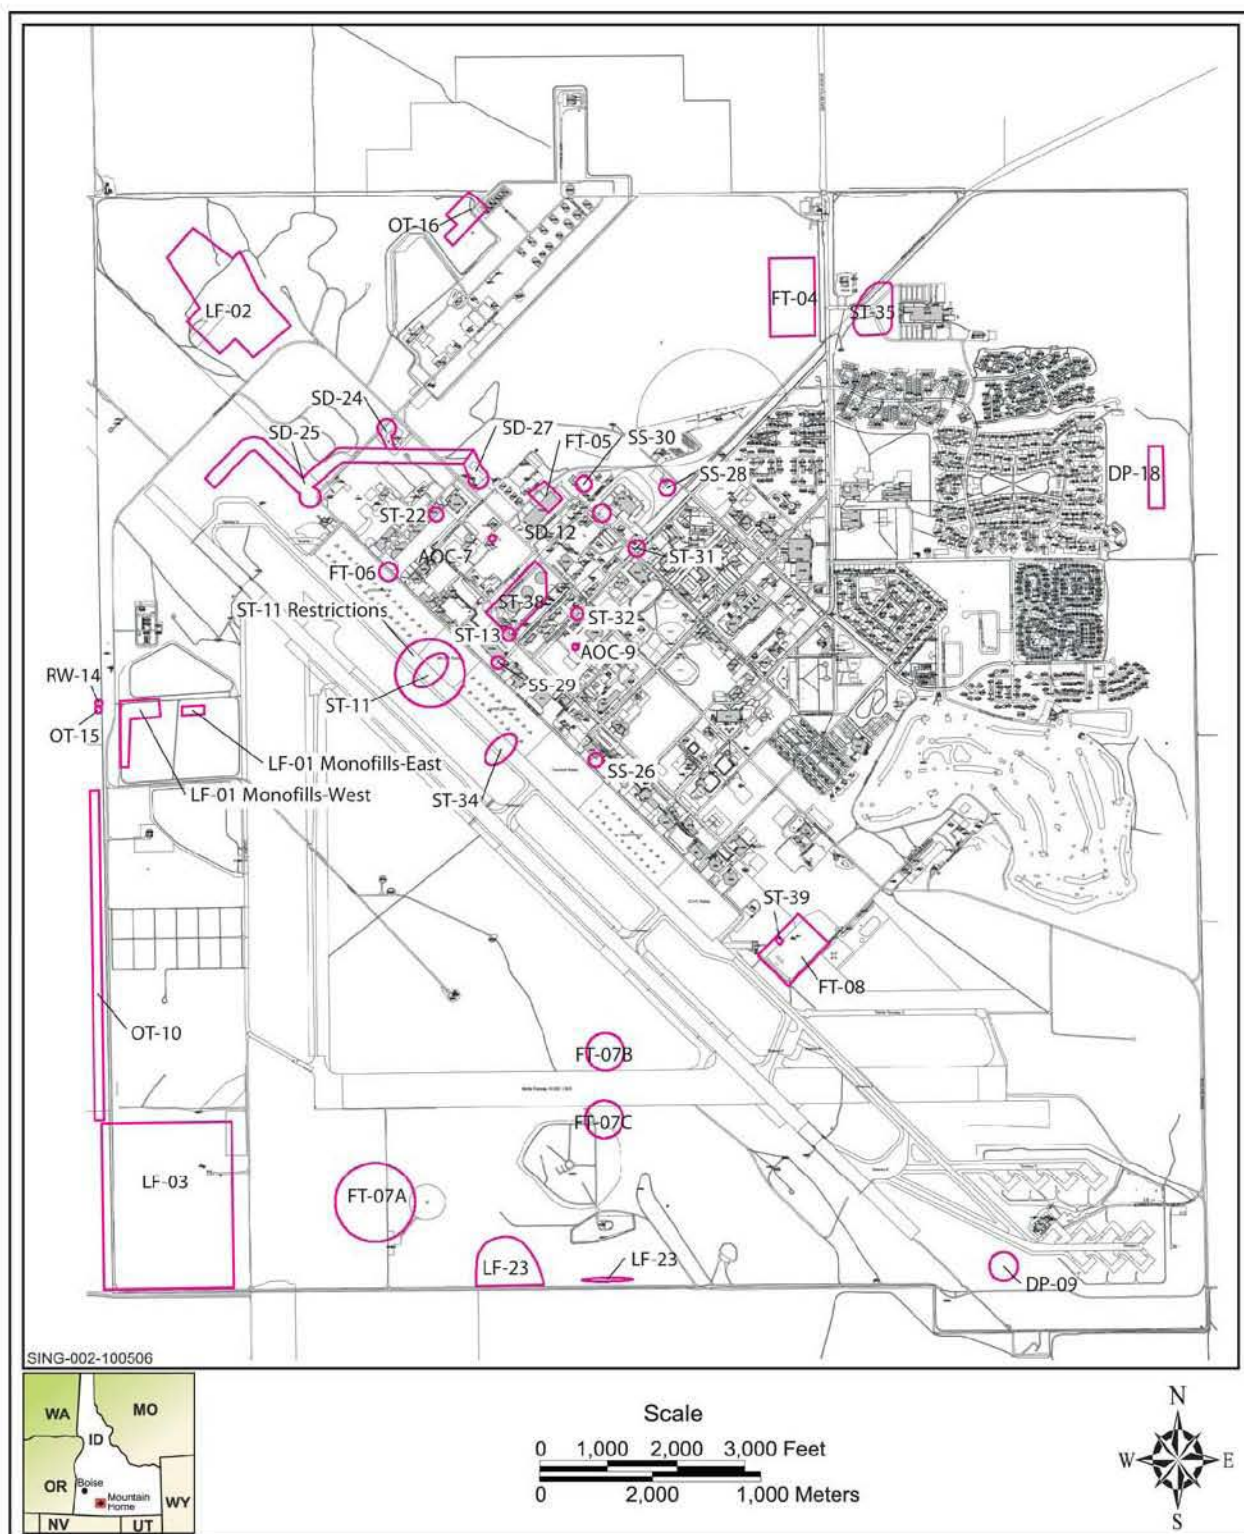 OT-16
LF-02
FT-04
ST-35
SD-24
SD-25
SD-27
FT-05
SS-30
SS-28
DP-18
ST-22
SD-12
AOC-7
ST-31
FT-06
ST-38
ST-11 Restrictions
ST-32
ST-13
AOC-9
SS-29
RW-14
ST-11
OT-15
LF-01 Monofills-East
SS-26
LF-01 Monofills-West
ST-34
ST-39
FT-08
OT-10
FT-07B
FT-07C
LF-03
FT-07A
LF-23
LF-23
DP-09
SING-002-100506
WA
MO
ID
OR
Boise
Mountain
Home
WY
NV
UT
Scale
0 1,000 2,000 3,000 Feet
0 2,000 1,000 Meters
N
W
E
S